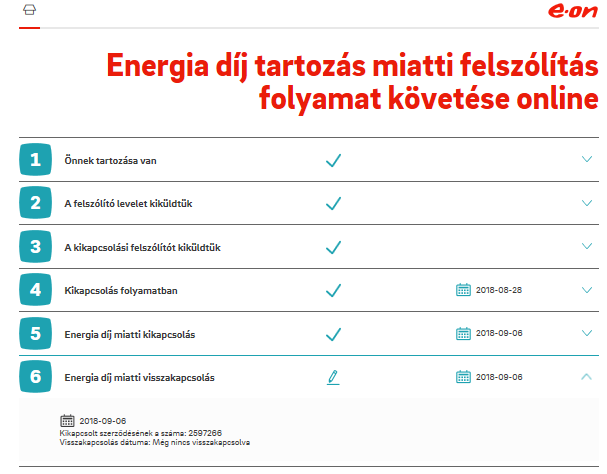 e·on
Energia díj tartozás miatti felszólítás
folyamat követése online
1 Önnek tartozása van
2 A felszólító levelet kiküldtük
3 A kikapcsolási felszólítót kiküldtük
4 Kikapcsolás folyamatban 2018-08-28
5 Energia díj miatti kikapcsolás 2018-09-06
6 Energia díj miatti visszakapcsolás 2018-09-06
2018-09-06
Kikapcsolt szerződésének a száma: 2597266
Visszakapcsolás dátuma: Még nincs visszakapcsolva